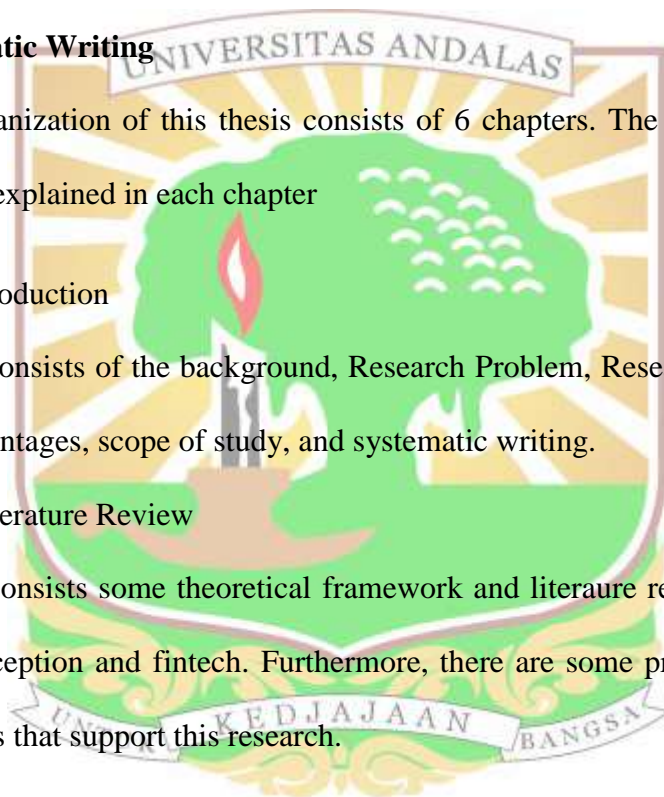 atic Writing
UNIVERSITAS ANDALAS
anization of this thesis consists of 6 chapters. The
explained in each chapter
oduction
onsists of the background, Research Problem, Rese
ntages, scope of study, and systematic writing.
erature Review
onsists some theoretical framework and literaure re
ception and fintech. Furthermore, there are some pr
UNTUK KEDJAJAAN BANGSA
s that support this research.